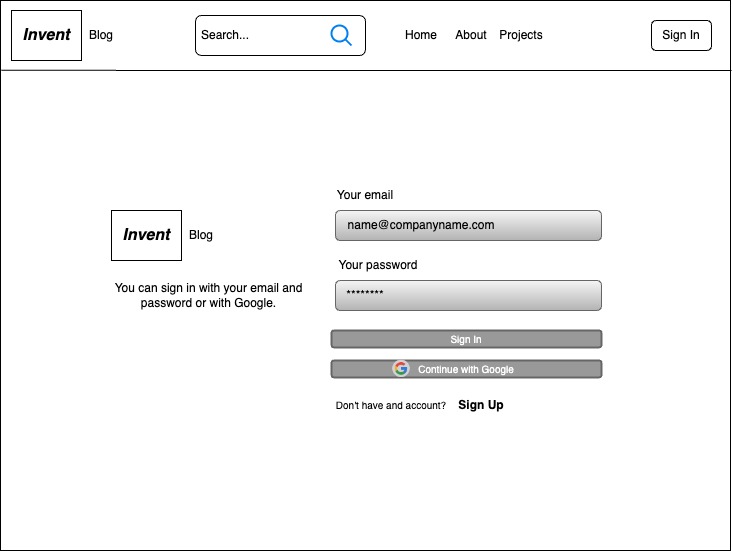 Invent Blog Search... Home About Projects Sign In
Your email
name@companyname.com
Invent Blog
Your password
You can sign in with your email and
password or with Google.
********
Sign In
Continue with Google
Don't have and account? Sign Up